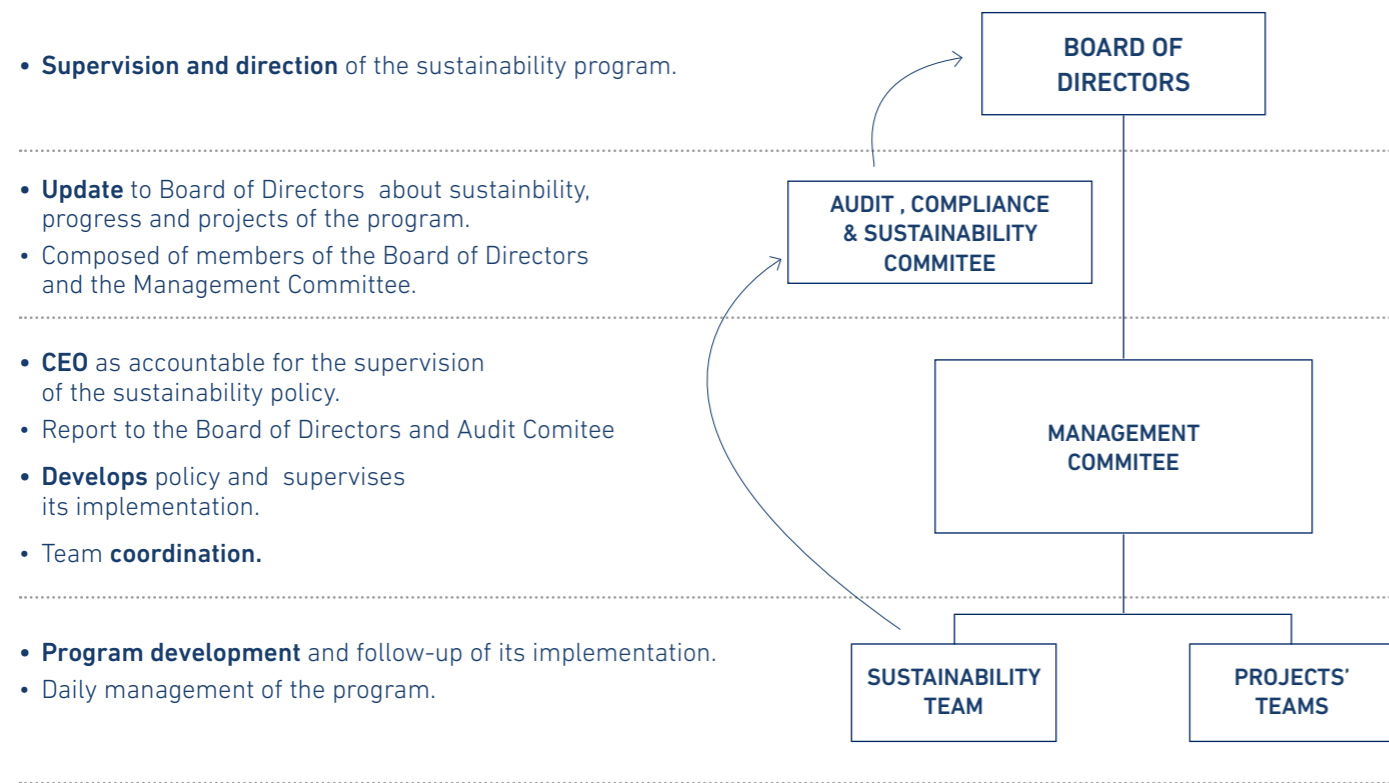 • Supervision and direction of the sustainability program.
BOARD OF
DIRECTORS
• Update to Board of Directors about sustainbility,
progress and projects of the program.
• Composed of members of the Board of Directors
and the Management Committee.
AUDIT , COMPLIANCE
& SUSTAINABILITY
COMMITEE
• CEO as accountable for the supervision
of the sustainability policy.
• Report to the Board of Directors and Audit Comitee
• Develops policy and supervises
its implementation.
• Team coordination.
MANAGEMENT
COMMITEE
• Program development and follow-up of its implementation.
• Daily management of the program.
SUSTAINABILITY
TEAM
PROJECTS’
TEAMS